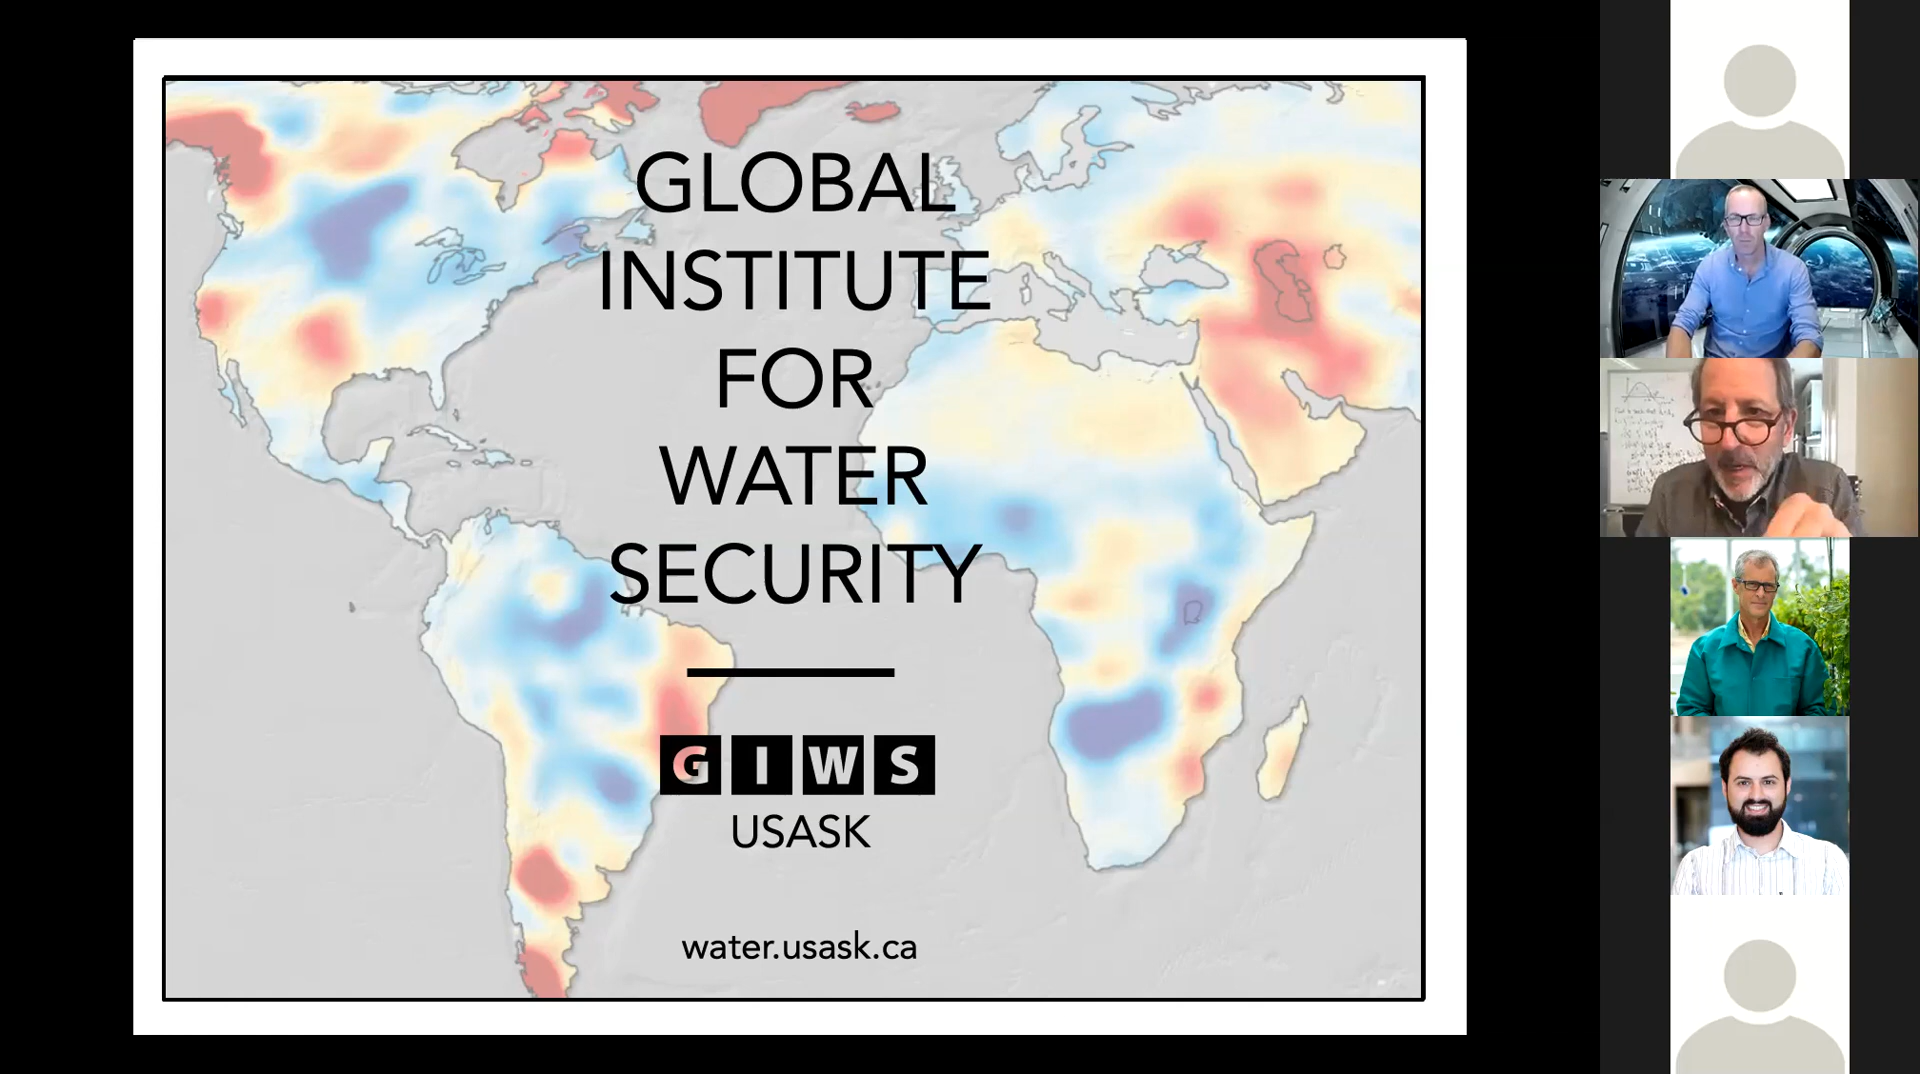 GLOBAL
INSTITUTE
FOR
WATER
SECURITY
GIWS
USASK
water.usask.ca